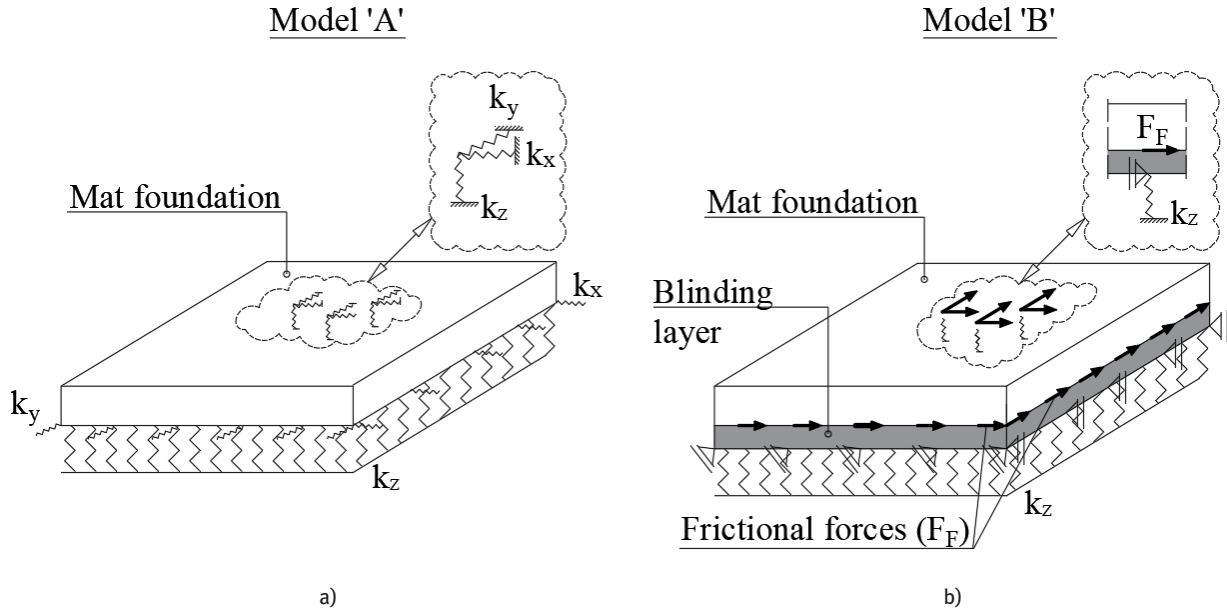 Model 'A'
k_y
k_x
k_z
Mat foundation
k_x
k_y
k_z
a)
Model 'B'
F_F
k_z
Mat foundation
Blinding
layer
k_z
Frictional forces (F_F)
b)